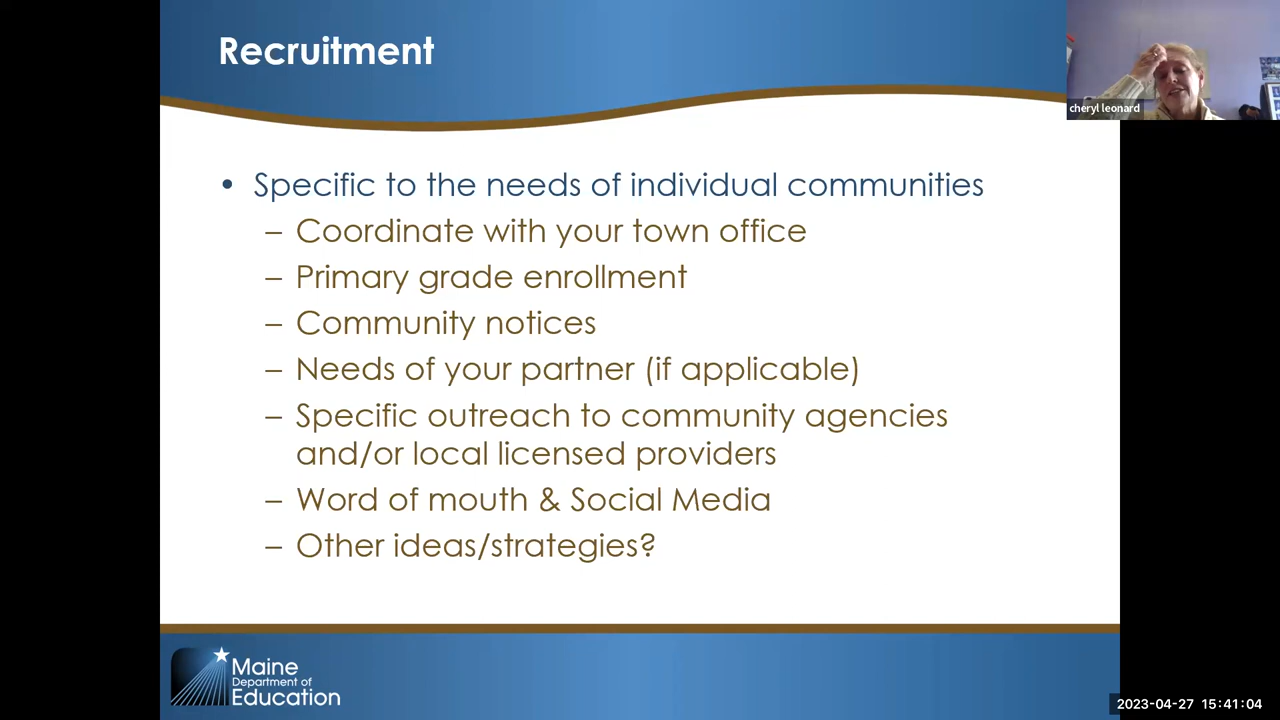 Recruitment
cheryl leonard
• Specific to the needs of individual communities
– Coordinate with your town office
– Primary grade enrollment
– Community notices
– Needs of your partner (if applicable)
– Specific outreach to community agencies
and/or local licensed providers
– Word of mouth & Social Media
– Other ideas/strategies?
Maine
Department of
Education
2023-04-27 15:41:04